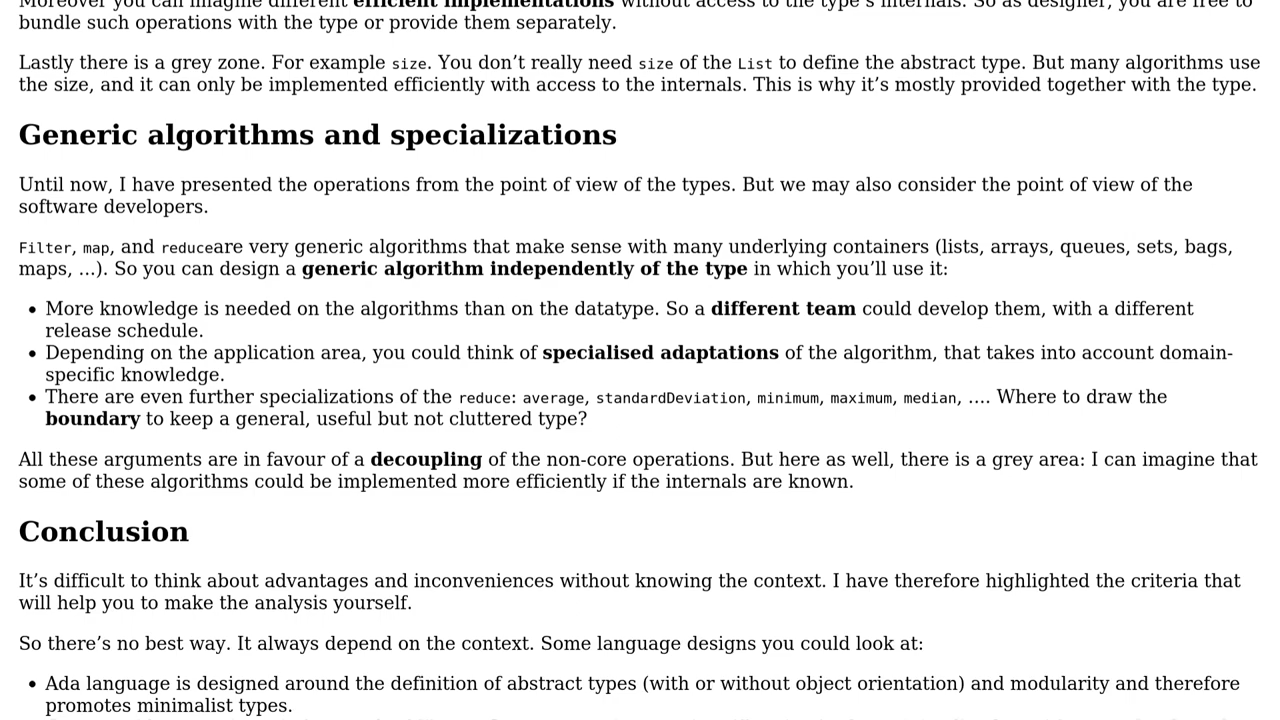 Moreover you can imagine different efficient implementations without access to the type's internals. So as designer, you are free to
bundle such operations with the type or provide them separately.
Lastly there is a grey zone. For example size. You don’t really need size of the List to define the abstract type. But many algorithms use
the size, and it can only be implemented efficiently with access to the internals. This is why it’s mostly provided together with the type.
Generic algorithms and specializations
Until now, I have presented the operations from the point of view of the types. But we may also consider the point of view of the
software developers.
Filter, map, and reduceare very generic algorithms that make sense with many underlying containers (lists, arrays, queues, sets, bags,
maps, ...). So you can design a generic algorithm independently of the type in which you’ll use it:
• More knowledge is needed on the algorithms than on the datatype. So a different team could develop them, with a different
release schedule.
• Depending on the application area, you could think of specialised adaptations of the algorithm, that takes into account domain-
specific knowledge.
• There are even further specializations of the reduce: average, standardDeviation, minimum, maximum, median, .... Where to draw the
boundary to keep a general, useful but not cluttered type?
All these arguments are in favour of a decoupling of the non-core operations. But here as well, there is a grey area: I can imagine that
some of these algorithms could be implemented more efficiently if the internals are known.
Conclusion
It’s difficult to think about advantages and inconveniences without knowing the context. I have therefore highlighted the criteria that
will help you to make the analysis yourself.
So there’s no best way. It always depend on the context. Some language designs you could look at:
• Ada language is designed around the definition of abstract types (with or without object orientation) and modularity and therefore
promotes minimalist types.